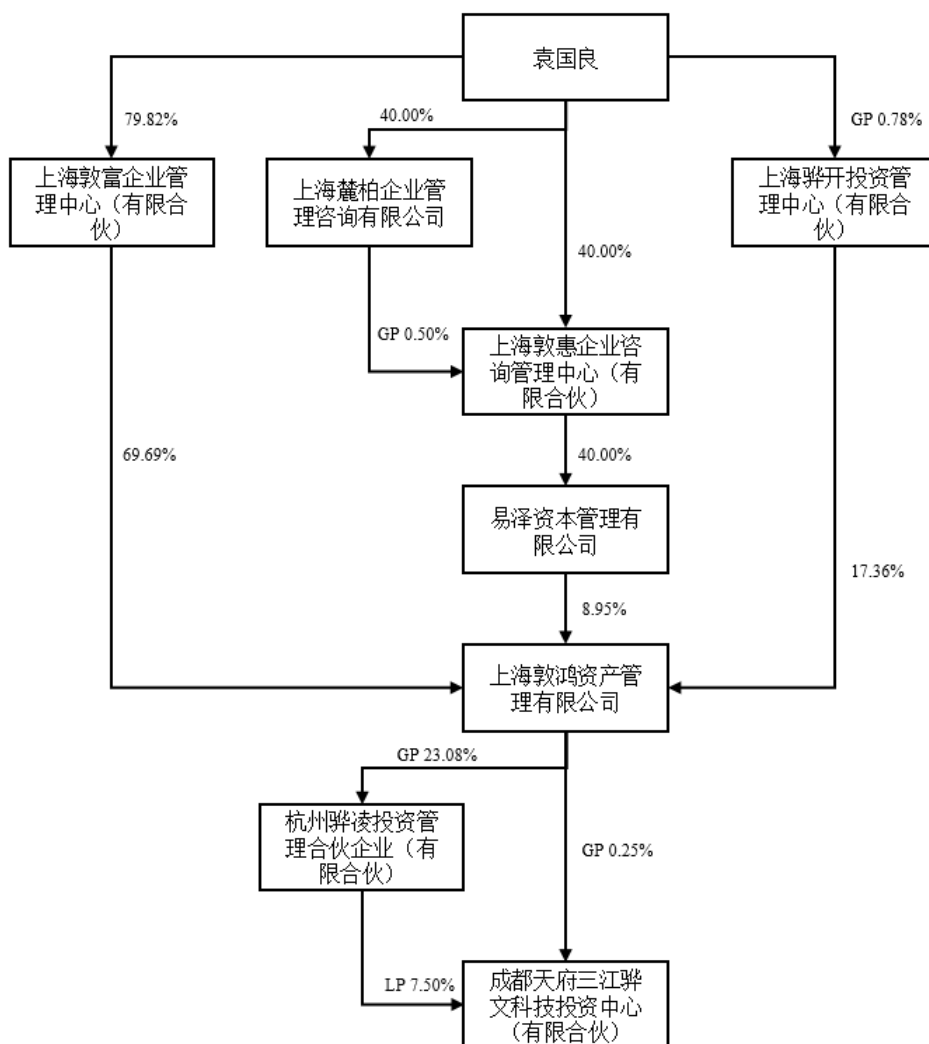 袁国良
79.82%
40.00%
GP 0.78%
上海敦富企业管
理中心（有限合
伙）
上海麓柏企业管
理咨询有限公司
上海骅开投资管
理中心（有限合
伙）
40.00%
GP 0.50%
上海敦惠企业咨
询管理中心（有
限合伙）
69.69%
40.00%
易泽资本管理有
限公司
17.36%
8.95%
上海敦鸿资产管
理有限公司
GP 23.08%
杭州骅凌投资管
理合伙企业（有
限合伙）
GP 0.25%
LP 7.50%
成都天府三江骅
文科技投资中心
（有限合伙）